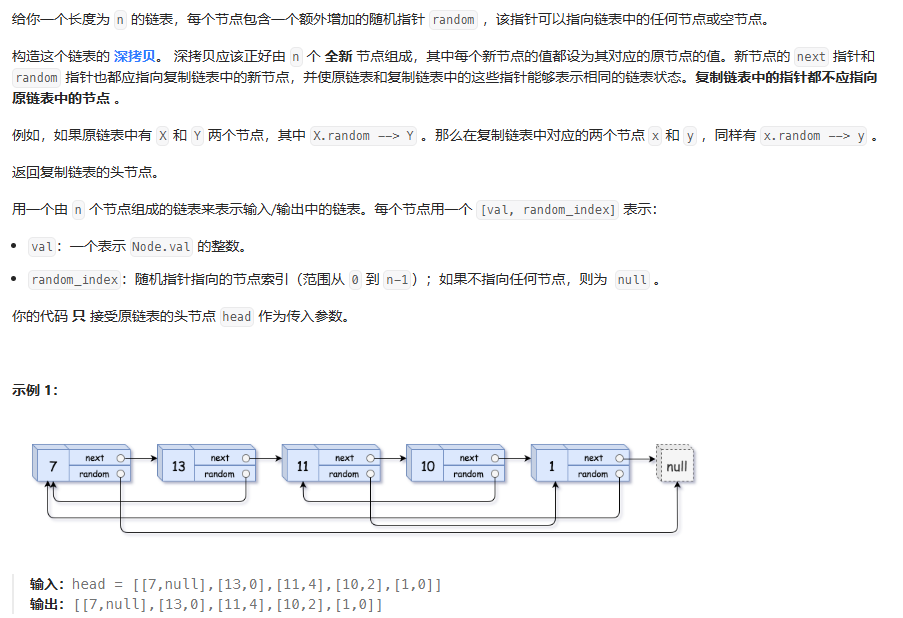 给你一个长度为 n 的链表，每个节点包含一个额外增加的随机指针 random ，该指针可以指向链表中的任何节点或空节点。
构造这个链表的 深拷贝。 深拷贝应该正好由 n 个 全新 节点组成，其中每个新节点的值都设为其对应的原节点的值。新节点的 next 指针和
random 指针也都应指向复制链表中的新节点，并使原链表和复制链表中的这些指针能够表示相同的链表状态。复制链表中的指针都不应指向
原链表中的节点 。
例如，如果原链表中有 X 和 Y 两个节点，其中 X.random --> Y 。那么在复制链表中对应的两个节点 x 和 y ，同样有 x.random --> y 。
返回复制链表的头节点。
用一个由 n 个节点组成的链表来表示输入/输出中的链表。每个节点用一个 [val, random_index] 表示：
• val：一个表示 Node.val 的整数。
• random_index：随机指针指向的节点索引（范围从 0 到 n-1）；如果不指向任何节点，则为 null 。
你的代码 只 接受原链表的头节点 head 作为传入参数。
示例 1：
7 next random 13 next random 11 next random 10 next random 1 next random null
输入：head = [[7,null],[13,0],[11,4],[10,2],[1,0]]
输出：[[7,null],[13,0],[11,4],[10,2],[1,0]]